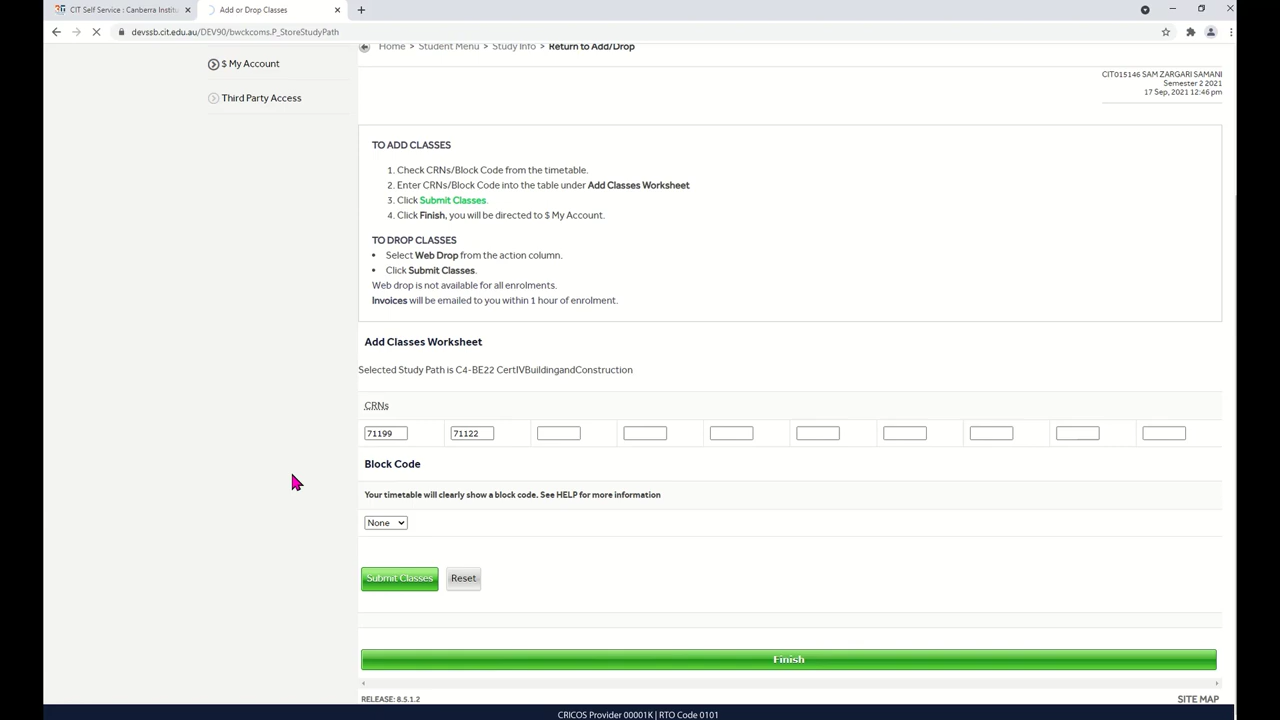 CIT Self Service : Canberra Institu
Add or Drop Classes
devssb.cit.edu.au/DEV90/bwckcoms.P_StoreStudyPath
Home > Student Menu > Study Info > Return to Add/Drop
$ My Account
Third Party Access
CIT015146 SAM ZARGARI SAMANI
Semester 2 2021
17 Sep, 2021 12:46 pm
TO ADD CLASSES
1. Check CRNs/Block Code from the timetable.
2. Enter CRNs/Block Code into the table under Add Classes Worksheet
3. Click Submit Classes.
4. Click Finish, you will be directed to $ My Account.
TO DROP CLASSES
• Select Web Drop from the action column.
• Click Submit Classes.
Web drop is not available for all enrolments.
Invoices will be emailed to you within 1 hour of enrolment.
Add Classes Worksheet
Selected Study Path is C4-BE22 CertIVBuildingandConstruction
CRNs
71199 71122
Block Code
Your timetable will clearly show a block code. See HELP for more information
None
Submit Classes Reset
Finish
RELEASE: 8.5.1.2
SITE MAP
CRICOS Provider 00001K | RTO Code 0101